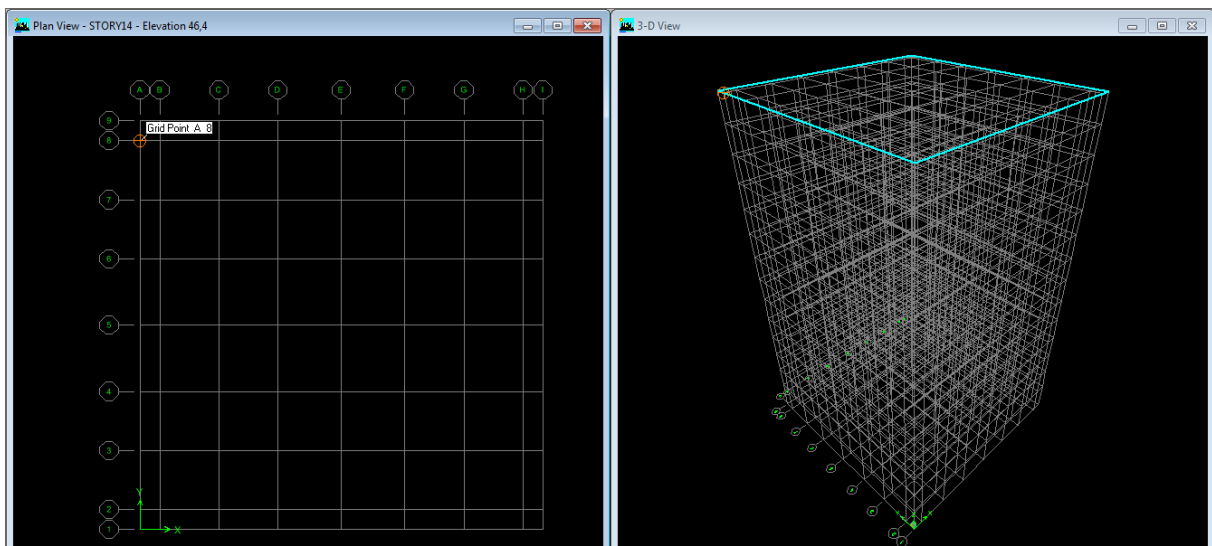 Plan View - STORY14 - Elevation 46,4
3-D View
A B C D E F G H I
9
Grid Point A 8
8
7
6
5
4
3
Y
2
1
X